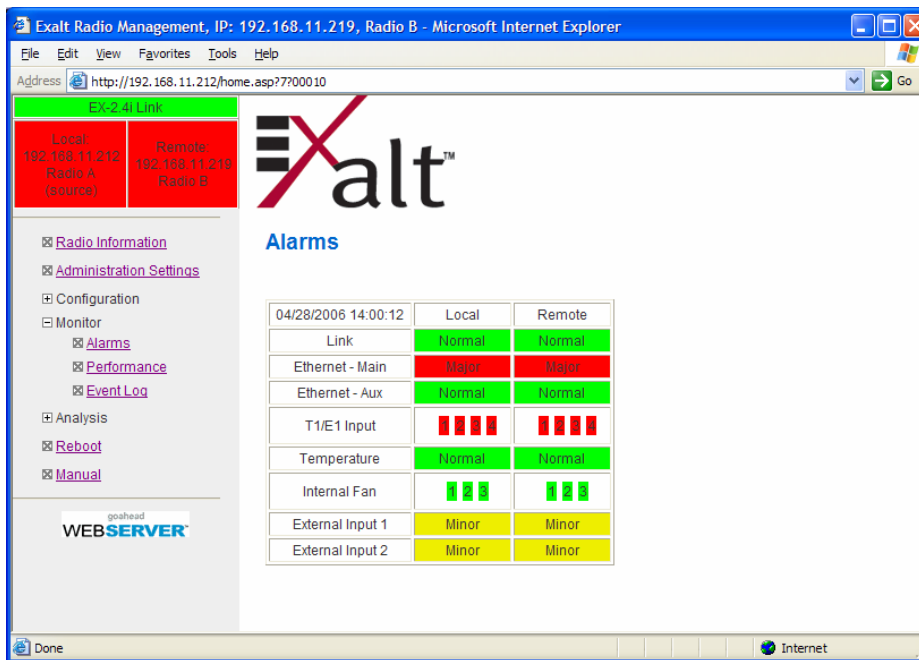 Exalt Radio Management, IP: 192.168.11.219, Radio B - Microsoft Internet Explorer
File Edit View Favorites Tools Help
Address http://192.168.11.212/home.asp?7?00010 Go
EX-2.4i Link
Local:
192.168.11.212
Radio A
(source)
Remote:
192.168.11.219
Radio B
Radio Information
Administration Settings
Configuration
Monitor
Alarms
Performance
Event Log
Analysis
Reboot
Manual
goahead
WEBSERVER
EXalt™
Alarms
04/28/2006 14:00:12 Local Remote
Link Normal Normal
Ethernet - Main Major Major
Ethernet - Aux Normal Normal
T1/E1 Input 1 2 3 4 1 2 3 4
Temperature Normal Normal
Internal Fan 1 2 3 1 2 3
External Input 1 Minor Minor
External Input 2 Minor Minor
Done Internet